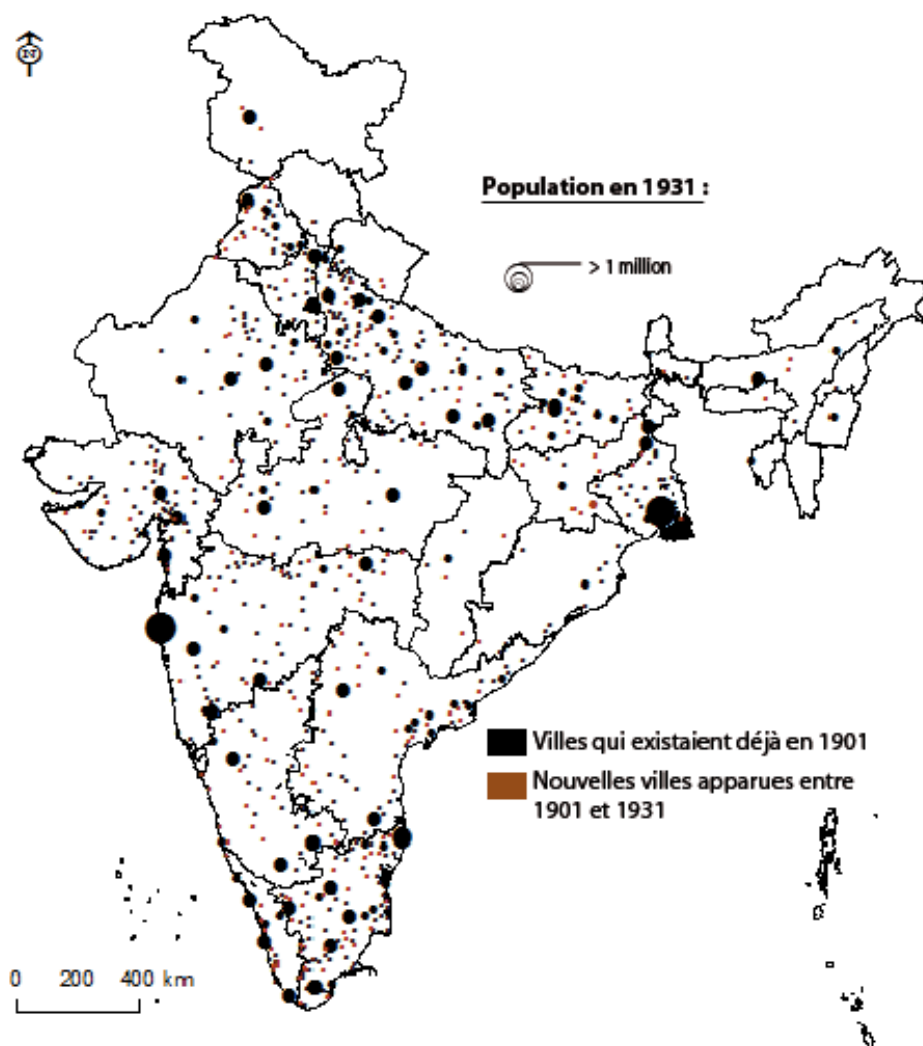 N
Population en 1931 :
> 1 million
Villes qui existaient déjà en 1901
Nouvelles villes apparues entre
1901 et 1931
0 200 400 km